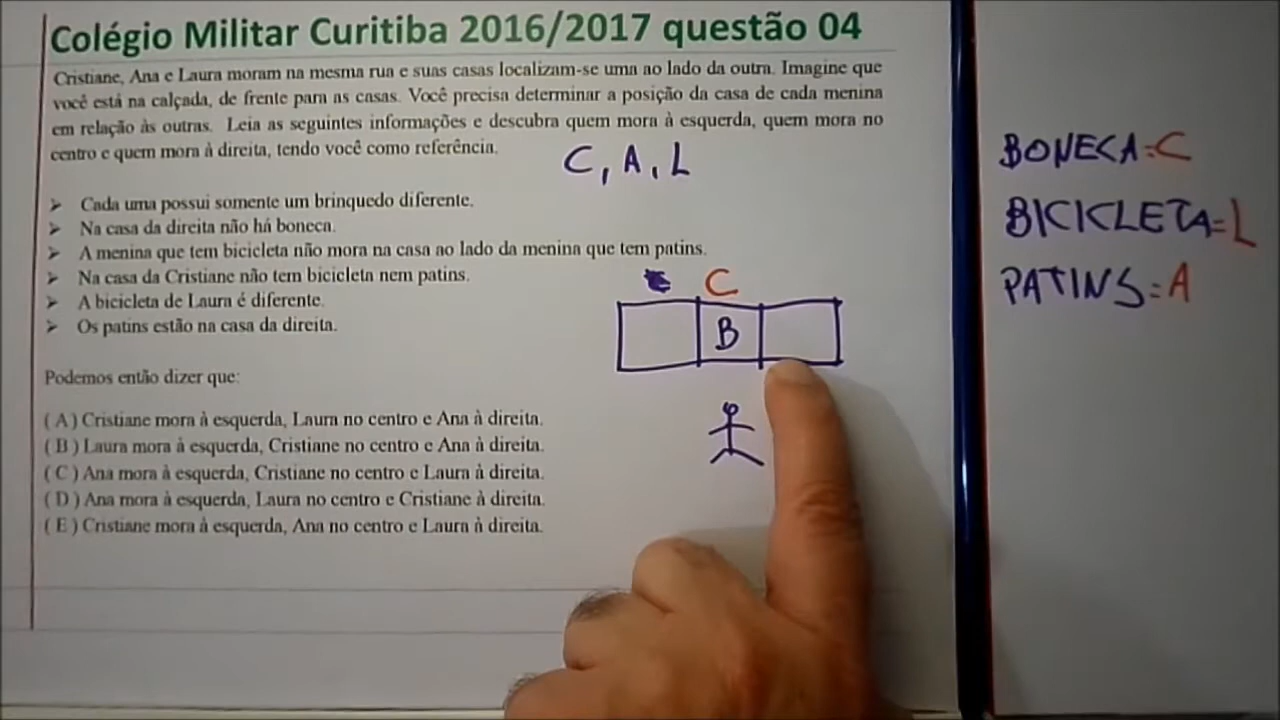 Colégio Militar Curitiba 2016/2017 questão 04
Cristiane, Ana e Laura moram na mesma rua e suas casas localizam-se uma ao lado da outra. Imagine que
você está na calçada, de frente para as casas. Você precisa determinar a posição da casa de cada menina
em relação às outras. Leia as seguintes informações e descubra quem mora à esquerda, quem mora no
centro e quem mora à direita, tendo você como referência.
C, A, L
➢ Cada uma possui somente um brinquedo diferente.
➢ Na casa da direita não há boneca.
➢ A menina que tem bicicleta não mora na casa ao lado da menina que tem patins.
➢ Na casa da Cristiane não tem bicicleta nem patins.
➢ A bicicleta de Laura é diferente.
➢ Os patins estão na casa da direita.
C
B
Podemos então dizer que:
( A ) Cristiane mora à esquerda, Laura no centro e Ana à direita.
( B ) Laura mora à esquerda, Cristiane no centro e Ana à direita.
( C ) Ana mora à esquerda, Cristiane no centro e Laura à direita.
( D ) Ana mora à esquerda, Laura no centro e Cristiane à direita.
( E ) Cristiane mora à esquerda, Ana no centro e Laura à direita.
BONECA=C
BICICLETA=L
PATINS=A